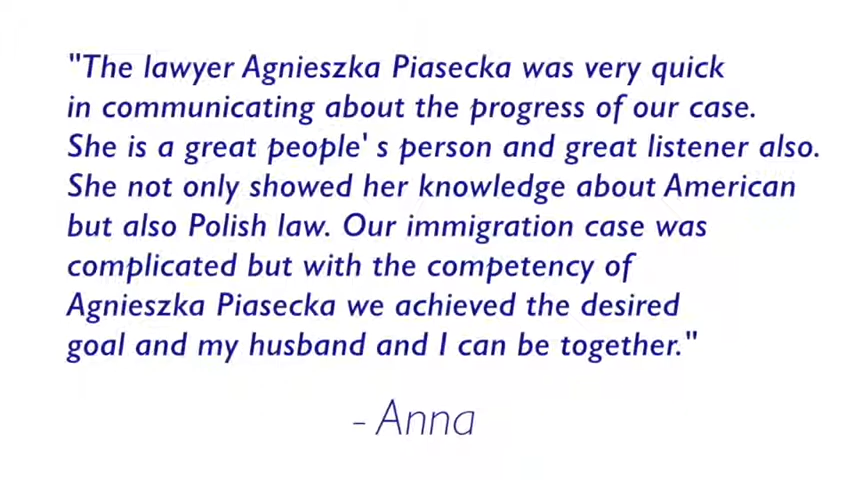 "The lawyer Agnieszka Piasecka was very quick
in communicating about the progress of our case.
She is a great people' s person and great listener also.
She not only showed her knowledge about American
but also Polish law. Our immigration case was
complicated but with the competency of
Agnieszka Piasecka we achieved the desired
goal and my husband and I can be together."
- Anna